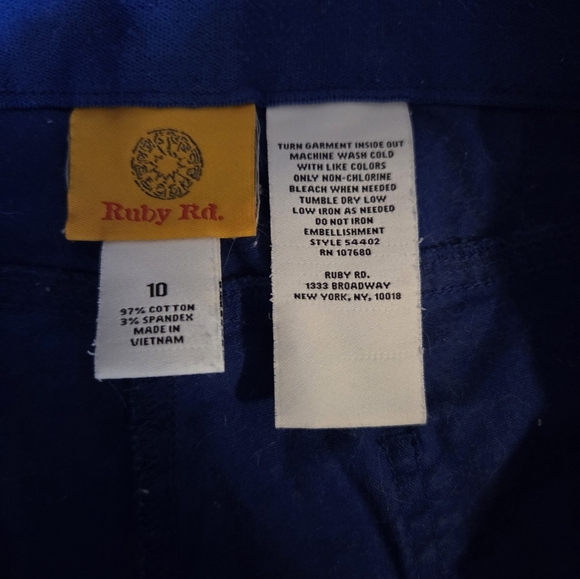 Ruby Rd.
10
97% COTTON
3% SPANDEX
MADE IN
VIETNAM
TURN GARMENT INSIDE OUT
MACHINE WASH COLD
WITH LIKE COLORS
ONLY NON-CHLORINE
BLEACH WHEN NEEDED
TUMBLE DRY LOW
LOW IRON AS NEEDED
DO NOT IRON
EMBELLISHMENT
STYLE 54402
RN 107680
RUBY RD.
1333 BROADWAY
NEW YORK, NY, 10018